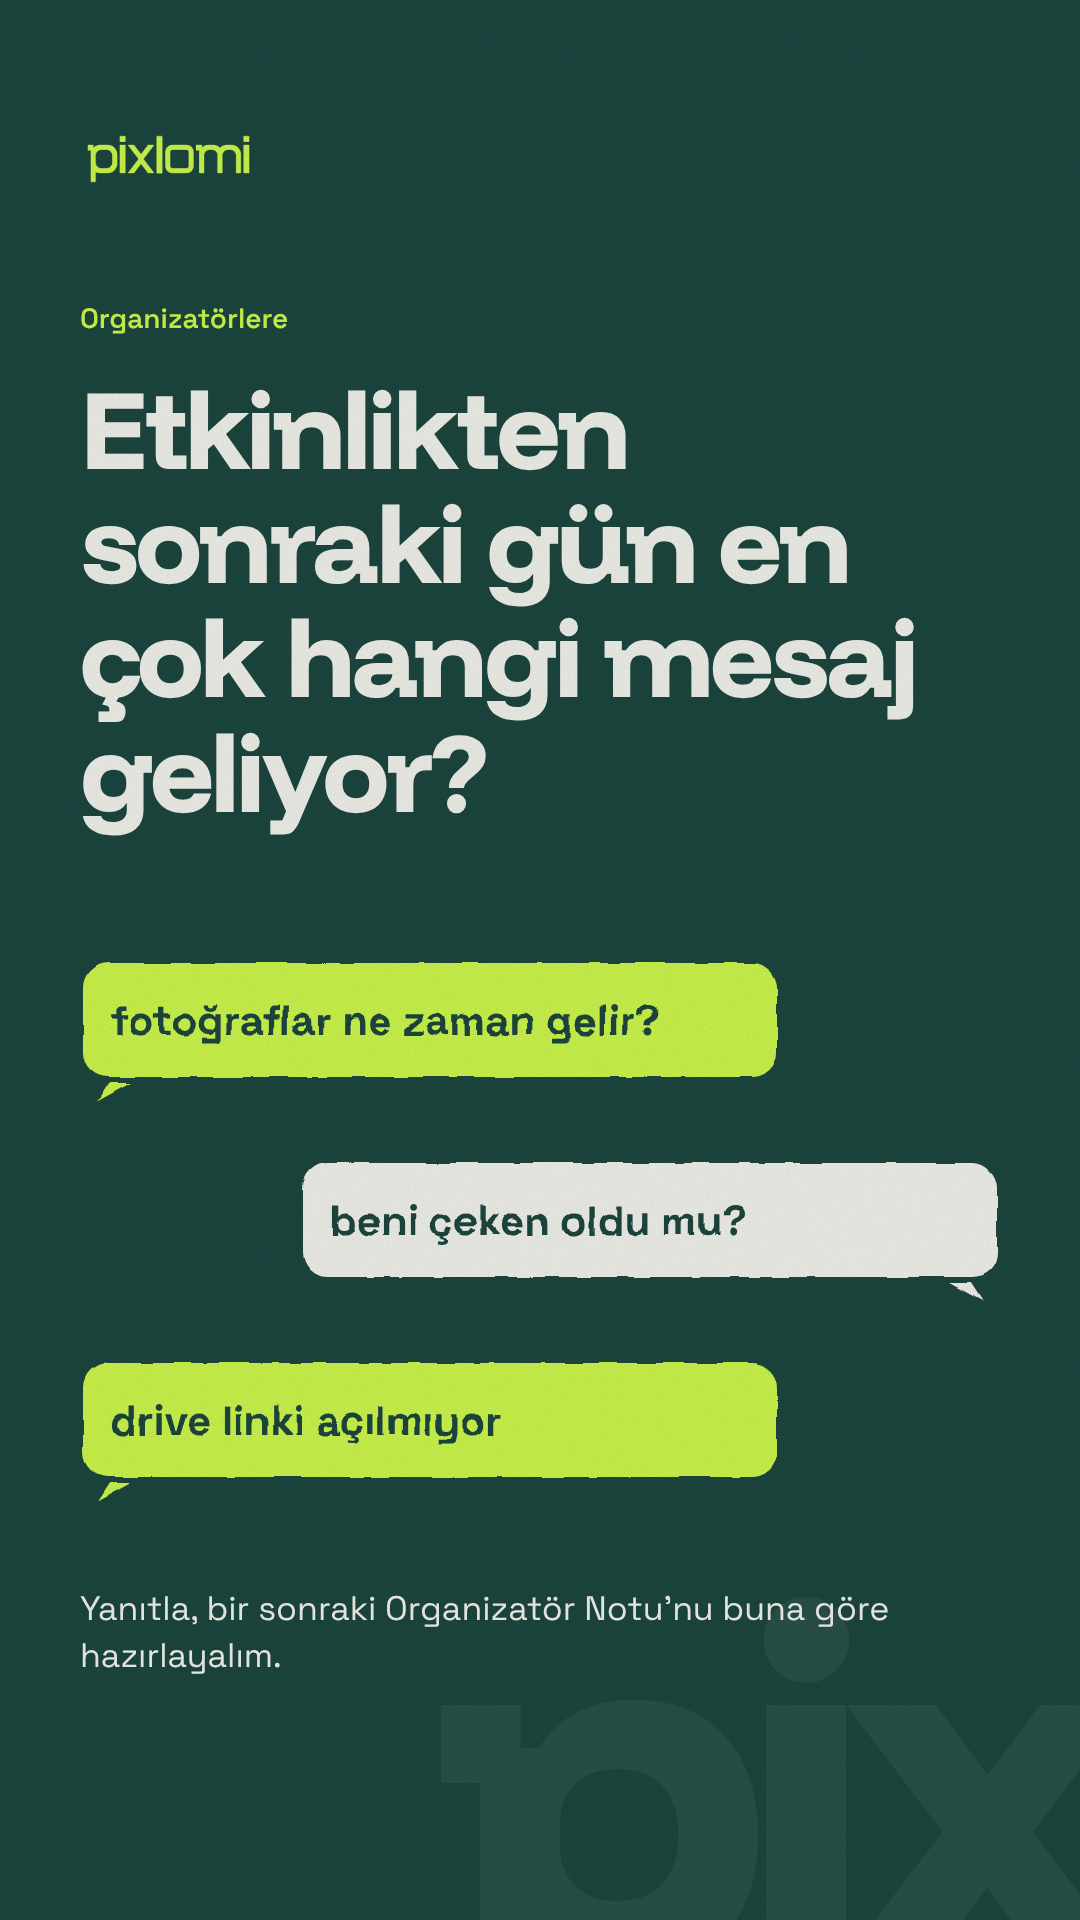 pixlomi
Organizatörlere
Etkinlikten
sonraki gün en
çok hangi mesaj
geliyor?
fotoğraflar ne zaman gelir?
beni çeken oldu mu?
drive linki açılmıyor
Yanıtla, bir sonraki Organizatör Notu’nu buna göre
hazırlayalım.
pix